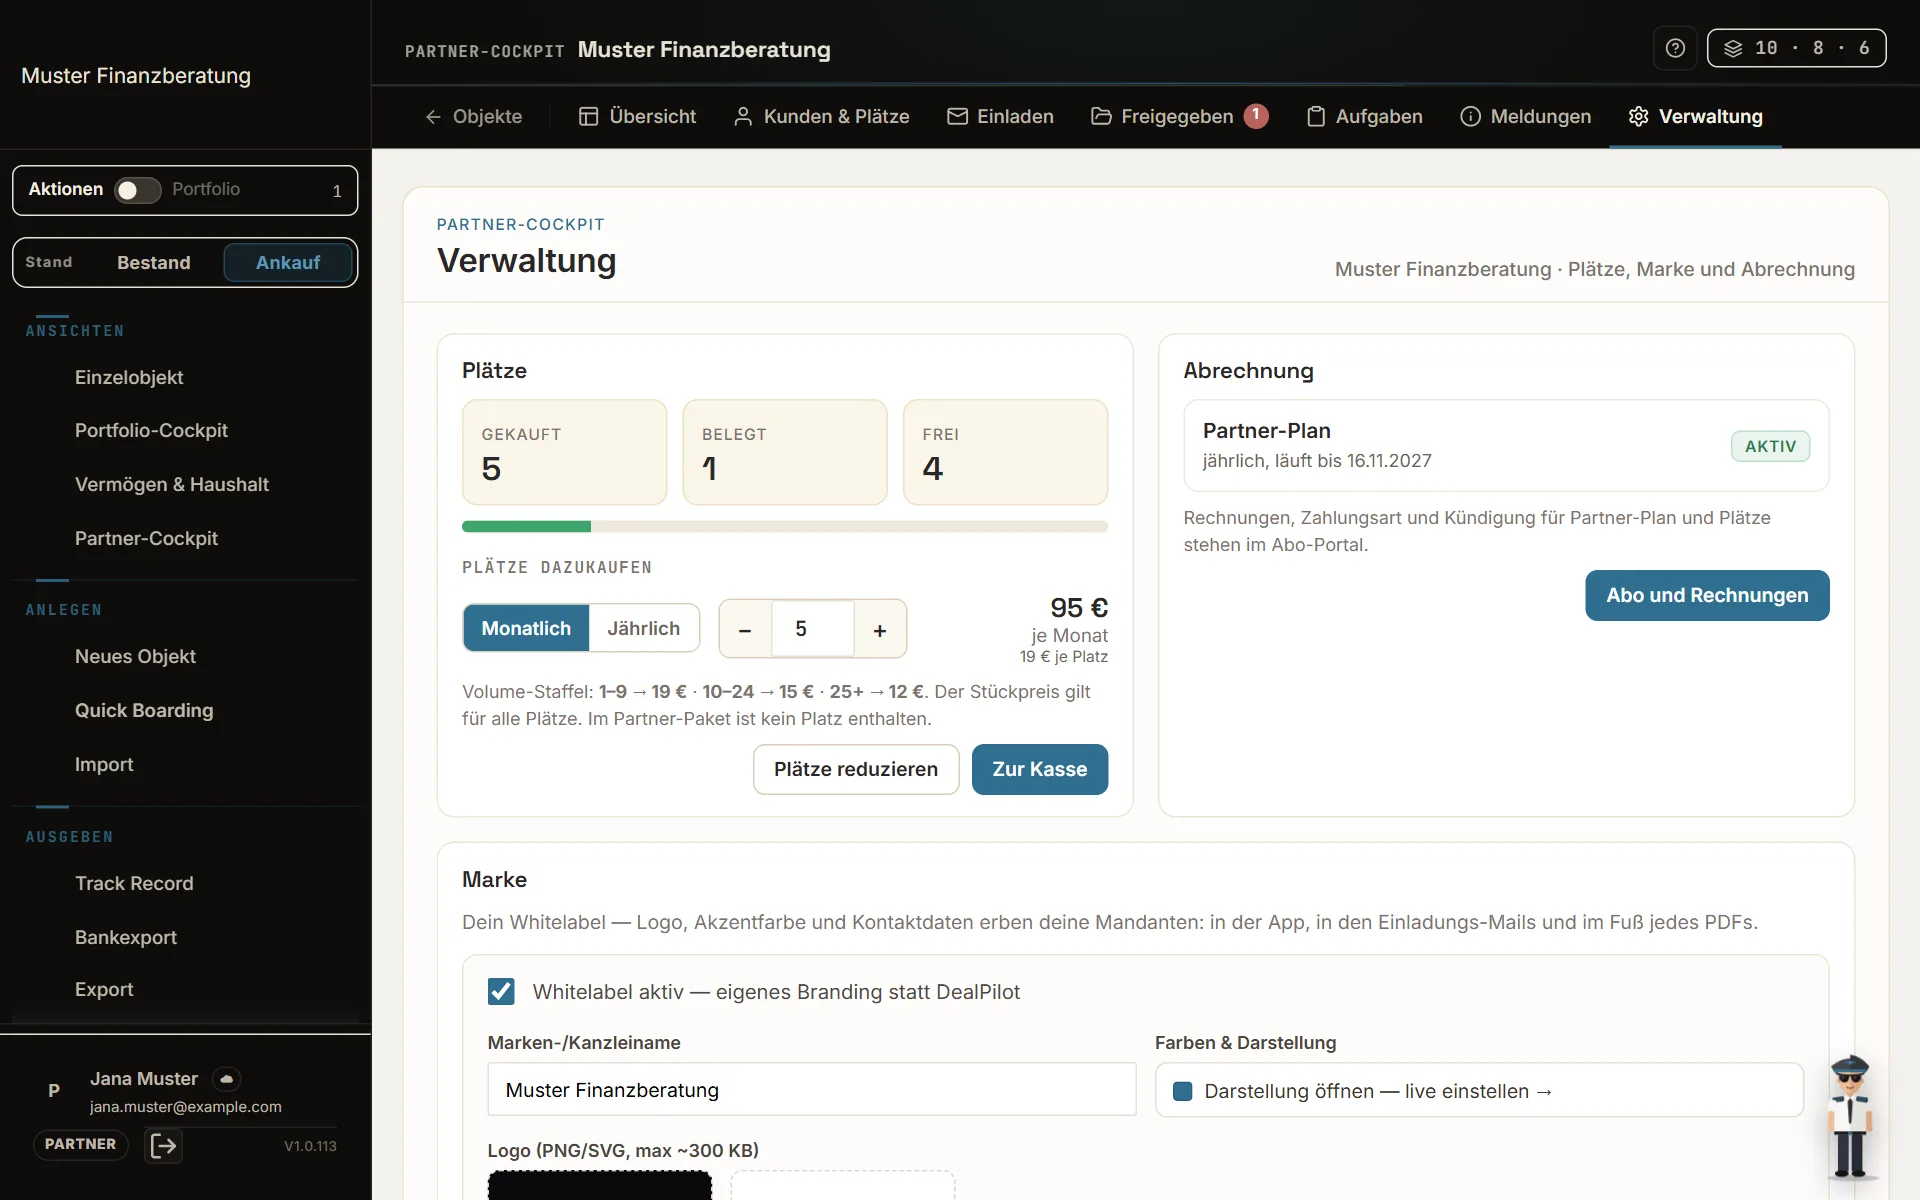 Muster Finanzberatung
PARTNER-COCKPIT Muster Finanzberatung
10 · 8 · 6
Objekte
Übersicht
Kunden & Plätze
Einladen
Freigegeben 1
Aufgaben
Meldungen
Verwaltung
Aktionen Portfolio 1
Stand Bestand Ankauf
ANSICHTEN
Einzelobjekt
Portfolio-Cockpit
Vermögen & Haushalt
Partner-Cockpit
ANLEGEN
Neues Objekt
Quick Boarding
Import
AUSGEBEN
Track Record
Bankexport
Export
P
Jana Muster
jana.muster@example.com
PARTNER
V1.0.113
PARTNER-COCKPIT
Verwaltung
Muster Finanzberatung · Plätze, Marke und Abrechnung
Plätze
GEKAUFT
5
BELEGT
1
FREI
4
PLÄTZE DAZUKAUFEN
Monatlich Jährlich
– 5 +
95 €
je Monat
19 € je Platz
Volume-Staffel: 1–9 → 19 € · 10–24 → 15 € · 25+ → 12 €. Der Stückpreis gilt
für alle Plätze. Im Partner-Paket ist kein Platz enthalten.
Plätze reduzieren
Zur Kasse
Abrechnung
Partner-Plan
jährlich, läuft bis 16.11.2027
AKTIV
Rechnungen, Zahlungsart und Kündigung für Partner-Plan und Plätze
stehen im Abo-Portal.
Abo und Rechnungen
Marke
Dein Whitelabel — Logo, Akzentfarbe und Kontaktdaten erben deine Mandanten: in der App, in den Einladungs-Mails und im Fuß jedes PDFs.
Whitelabel aktiv — eigenes Branding statt DealPilot
Marken-/Kanzleiname
Muster Finanzberatung
Farben & Darstellung
Darstellung öffnen — live einstellen →
Logo (PNG/SVG, max ~300 KB)